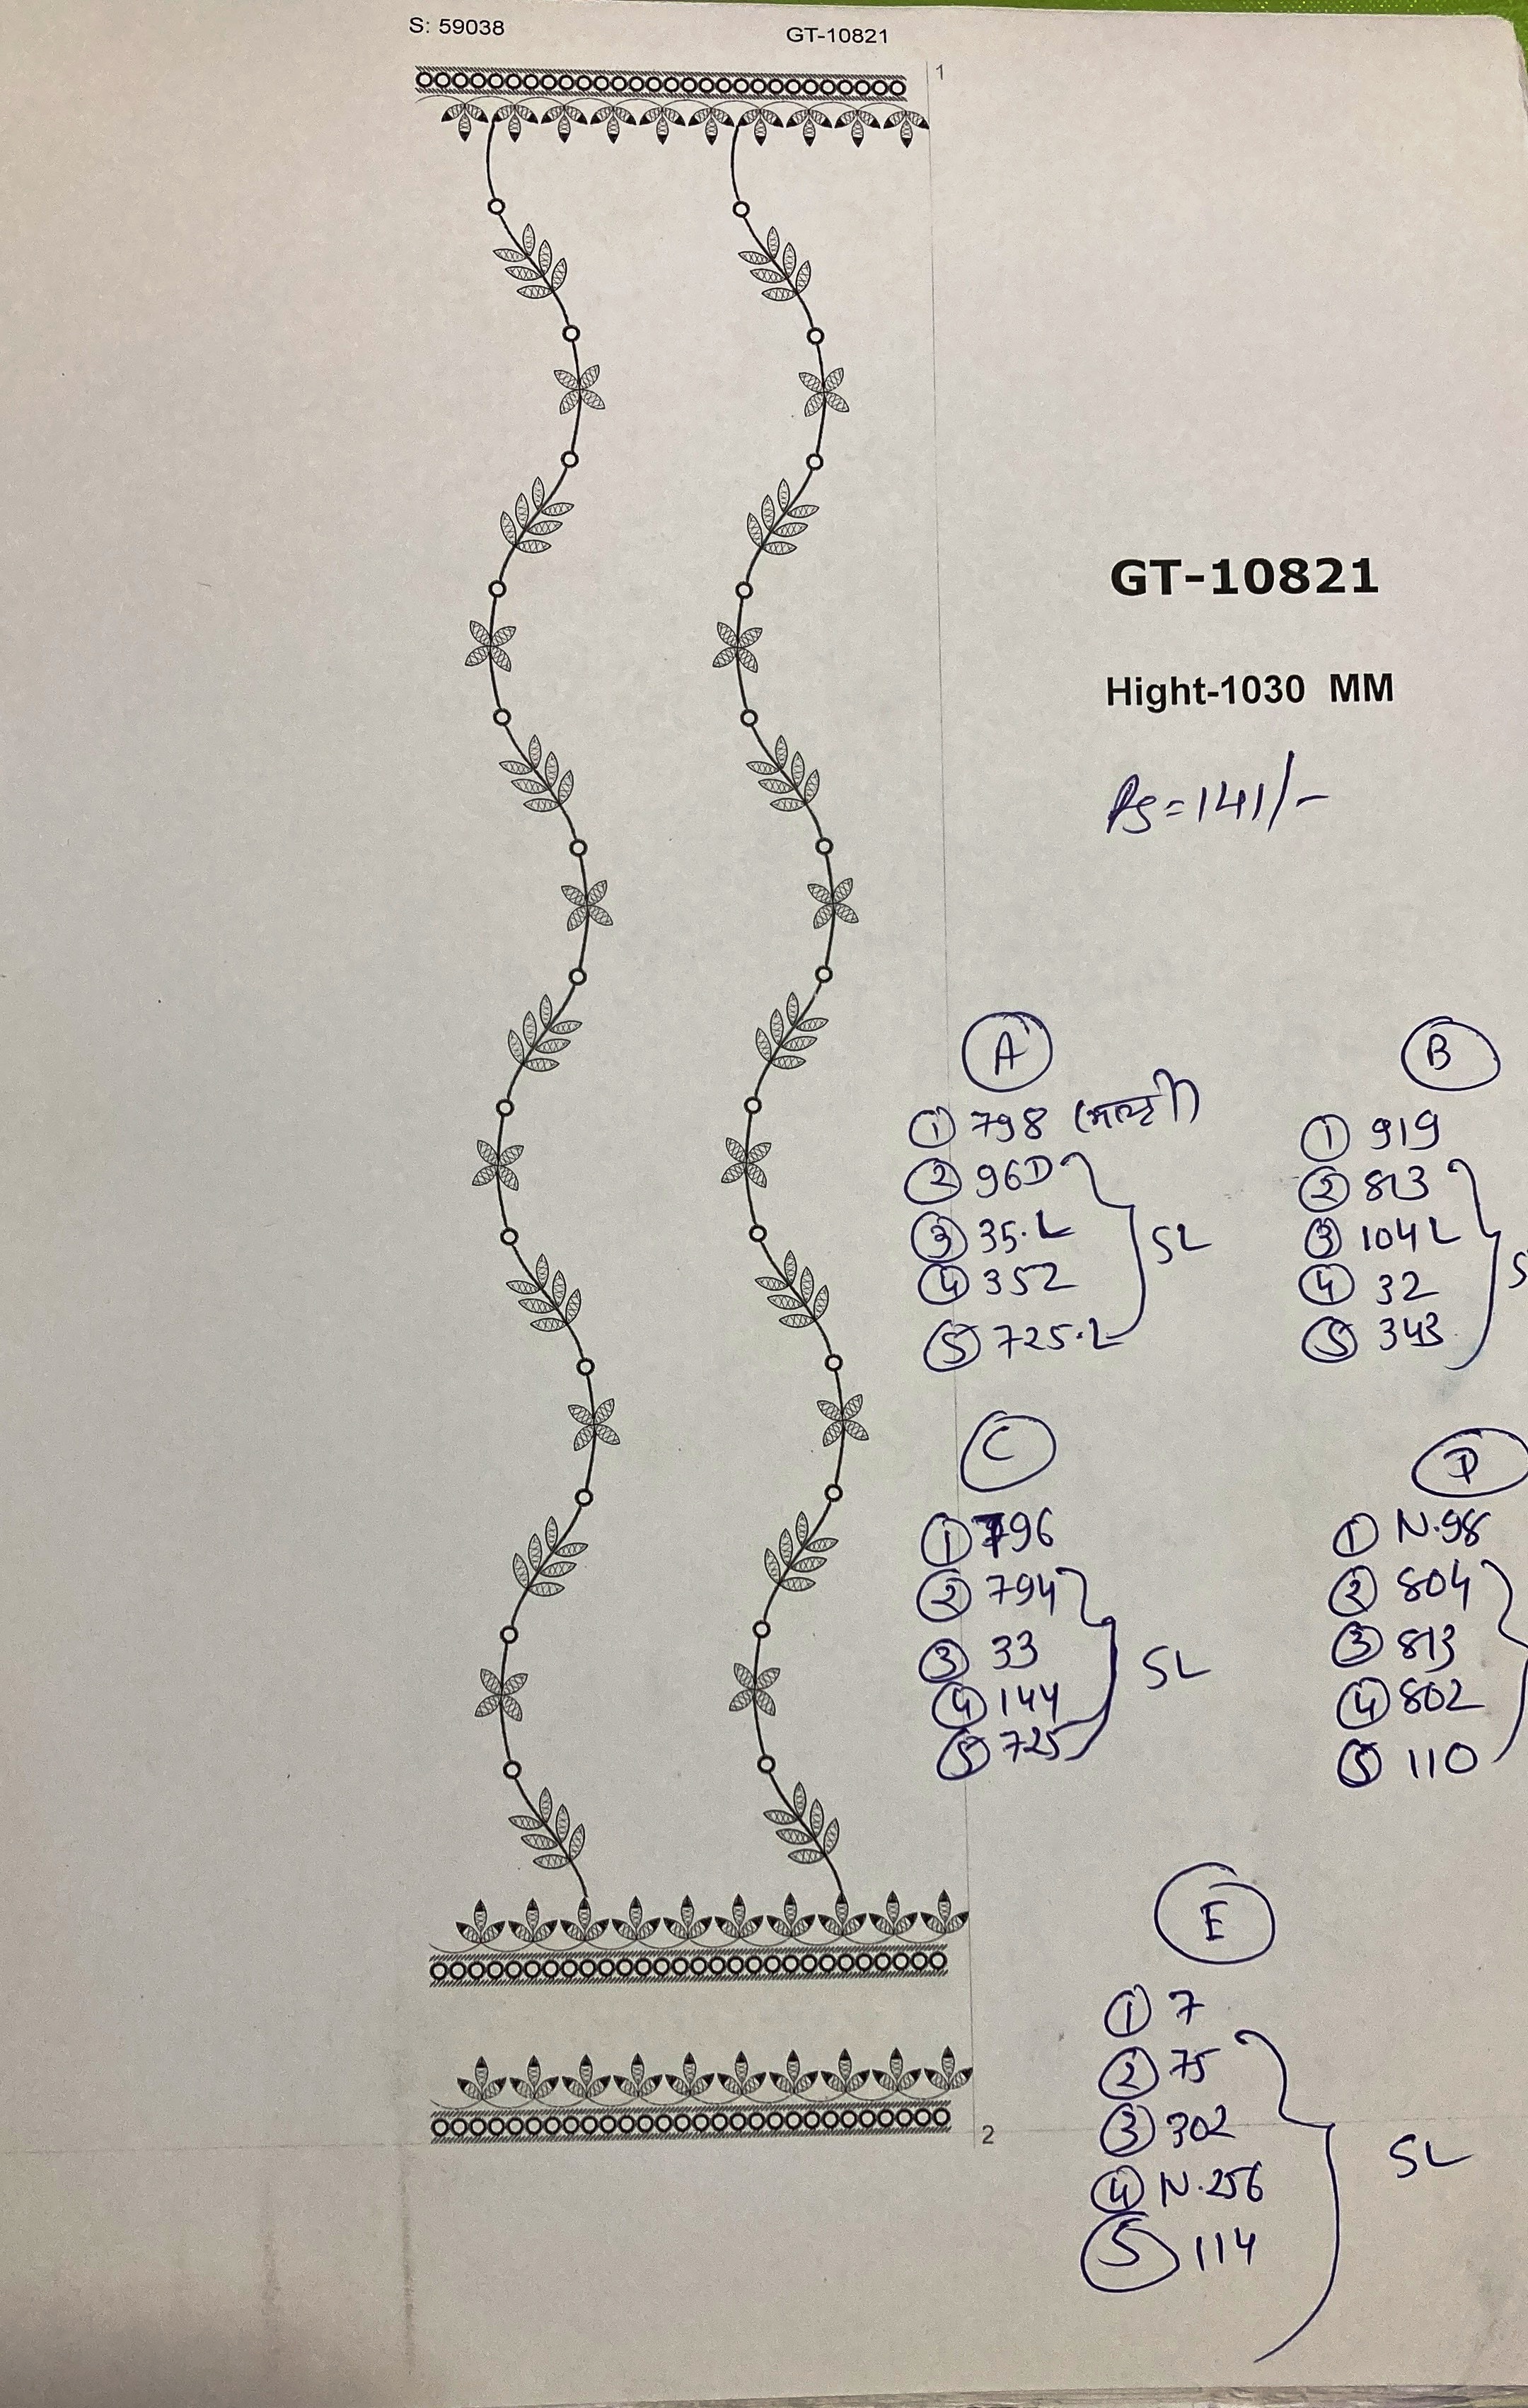 S: 59038
GT-10821
1
GT-10821
Hight-1030 MM
Rs=141/-
A
① 798 (मल्टी)
② 96D
③ 35.L
④ 352
⑤ 725.L
SL
B
① 919
② 813
③ 104L
④ 32
⑤ 343
S
C
① 796
② 794
③ 33
④ 144
⑤ 725
SL
D
① N.98
② 804
③ 813
④ 802
⑤ 110
2
E
① 7
② 75
③ 302
④ N.256
⑤ 114
SL